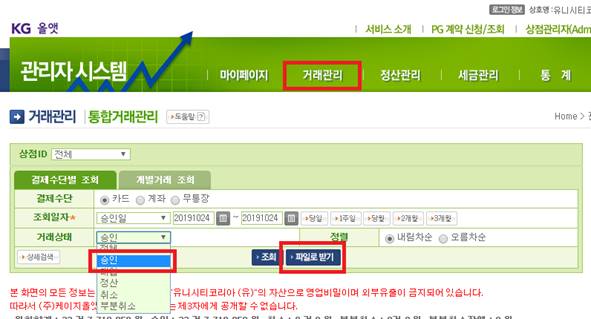 로그인정보 상호명 :유니시티코
KG 올앳
서비스 소개 PG 계약 신청/조회 상점관리자(Adm
관리자 시스템 마이페이지 거래관리 정산관리 세금관리 통 계
거래관리 통합거래관리 도움말 ? Home >
상점ID 전체
결제수단별 조회 개별거래 조회
결제수단 카드 계좌 무통장
조회일자* 승인일 20191024 ~ 20191024 당일 1주일 당월 2개월 3개월
거래상태 승인 정렬 내림차순 오름차순
전체
상세검색 승인 조회 파일로 받기
매입
정산
취소
부분취소
본 화면의 모든 정보는 "유니시티코리아 (유)"의 자산으로 영업비밀이며 외부유출이 금지되어 있습니다.
따라서 (주)케이지올 는 제3자에게 공개할 수 없습니다.